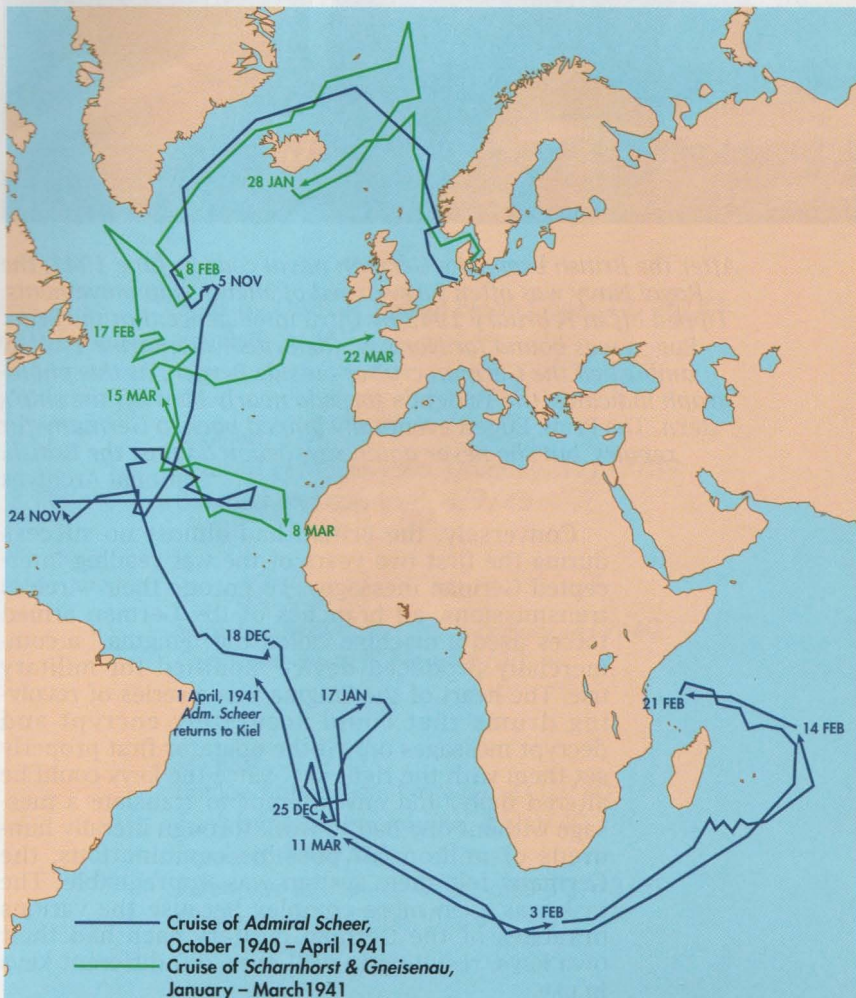 28 JAN
8 FEB
5 NOV
17 FEB
22 MAR
15 MAR
24 NOV
8 MAR
18 DEC
1 April, 1941
Adm. Scheer
returns to Kiel
17 JAN
21 FEB
14 FEB
25 DEC
11 MAR
3 FEB
Cruise of Admiral Scheer,
October 1940 – April 1941
Cruise of Scharnhorst & Gneisenau,
January – March1941